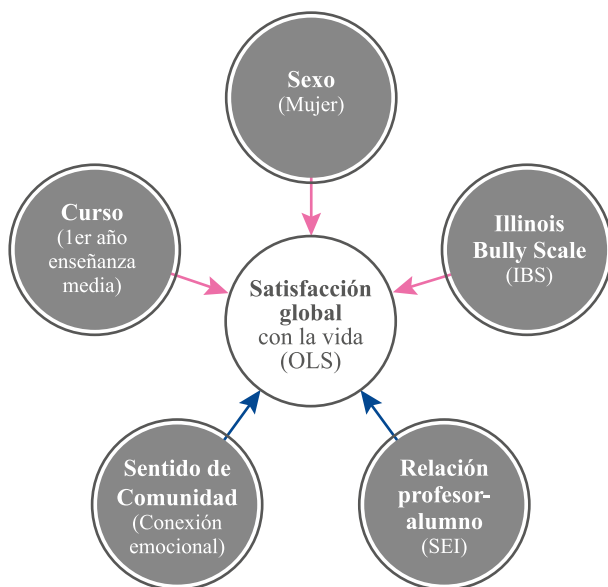 Sexo
(Mujer)
Curso
(1er año
enseñanza
media)
Illinois
Bully Scale
(IBS)
Satisfacción
global
con la vida
(OLS)
Sentido de
Comunidad
(Conexión
emocional)
Relación
profesor-
alumno
(SEI)